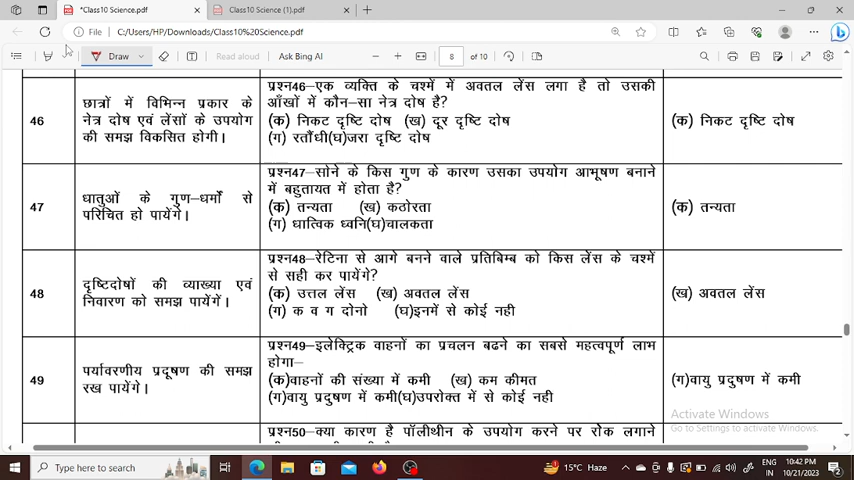 *Class10 Science.pdf
Class10 Science (1).pdf
File C:/Users/HP/Downloads/Class10%20Science.pdf
Draw Read aloud Ask Bing AI 8 of 10
46
छात्रों में विभिन्न प्रकार के
नेत्र दोष एवं लेंसों के उपयोग
की समझ विकसित होगी।
प्रश्न46–एक व्यक्ति के चश्में में अवतल लेंस लगा है तो उसकी
आँखों में कौन–सा नेत्र दोष है?
(क) निकट दृष्टि दोष (ख) दूर दृष्टि दोष
(ग) रतौंधी(घ)जरा दृष्टि दोष
(क) निकट दृष्टि दोष
47
धातुओं के गुण–धर्मों से
परिचित हो पायेंगे।
प्रश्न47–सोने के किस गुण के कारण उसका उपयोग आभूषण बनाने
में बहुतायत में होता है?
(क) तन्यता (ख) कठोरता
(ग) धात्विक ध्वनि(घ)चालकता
(क) तन्यता
48
दृष्टिदोषों की व्याख्या एवं
निवारण को समझ पायेंगें।
प्रश्न48–रेटिना से आगे बनने वाले प्रतिबिम्ब को किस लेंस के चश्में
से सही कर पायेंगे?
(क) उत्तल लेंस (ख) अवतल लेंस
(ग) क व ग दोनो (घ)इनमें से कोई नही
(ख) अवतल लेंस
49
पर्यावरणीय प्रदूषण की समझ
रख पायेंगे।
प्रश्न49–इलेक्ट्रिक वाहनों का प्रचलन बढने का सबसे महत्वपूर्ण लाभ
होगा–
(क)वाहनों की संख्या में कमी (ख) कम कीमत
(ग)वायु प्रदुषण में कमी(घ)उपरोक्त में से कोई नही
(ग)वायु प्रदुषण में कमी
प्रश्न50–क्या कारण है पॉलीथीन के उपयोग करने पर रोक लगाने
Activate Windows
Go to Settings to activate Windows.
Type here to search
15°C Haze
ENG
IN
10:42 PM
10/21/2023
2